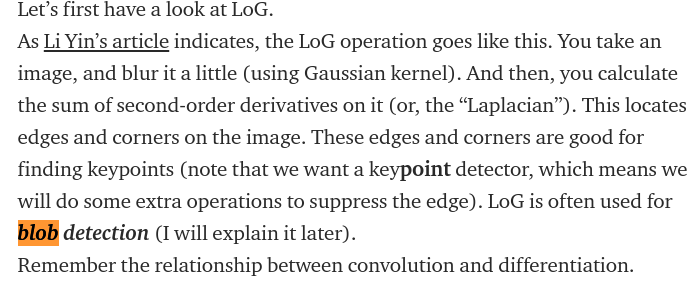 Let’s first have a look at LoG.
As Li Yin’s article indicates, the LoG operation goes like this. You take an
image, and blur it a little (using Gaussian kernel). And then, you calculate
the sum of second-order derivatives on it (or, the “Laplacian”). This locates
edges and corners on the image. These edges and corners are good for
finding keypoints (note that we want a keypoint detector, which means we
will do some extra operations to suppress the edge). LoG is often used for
blob detection (I will explain it later).
Remember the relationship between convolution and differentiation.